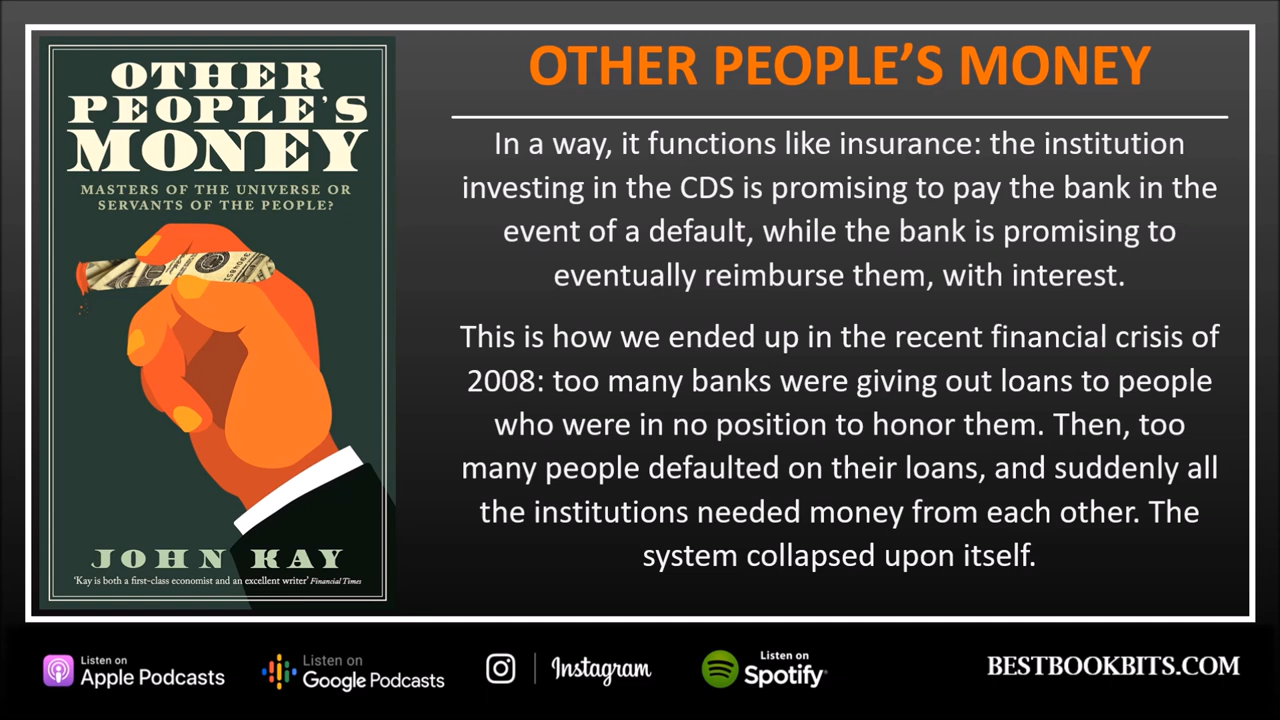 OTHER
PEOPLE'S
MONEY
MASTERS OF THE UNIVERSE OR
SERVANTS OF THE PEOPLE?
JOHN KAY
'Kay is both a first-class economist and an excellent writer' Financial Times
OTHER PEOPLE'S MONEY
In a way, it functions like insurance: the institution
investing in the CDS is promising to pay the bank in the
event of a default, while the bank is promising to
eventually reimburse them, with interest.
This is how we ended up in the recent financial crisis of
2008: too many banks were giving out loans to people
who were in no position to honor them. Then, too
many people defaulted on their loans, and suddenly all
the institutions needed money from each other. The
system collapsed upon itself.
Listen on
Apple Podcasts
Listen on
Google Podcasts
Instagram
Listen on
Spotify
BESTBOOKBITS.COM